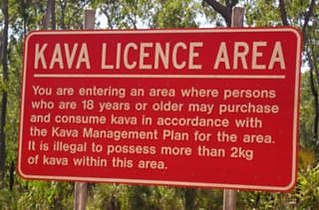 KAVA LICENCE AREA
You are entering an area where persons
who are 18 years or older may purchase
and consume kava in accordance with
the Kava Management Plan for the area.
It is illegal to possess more than 2kg
of kava within this area.